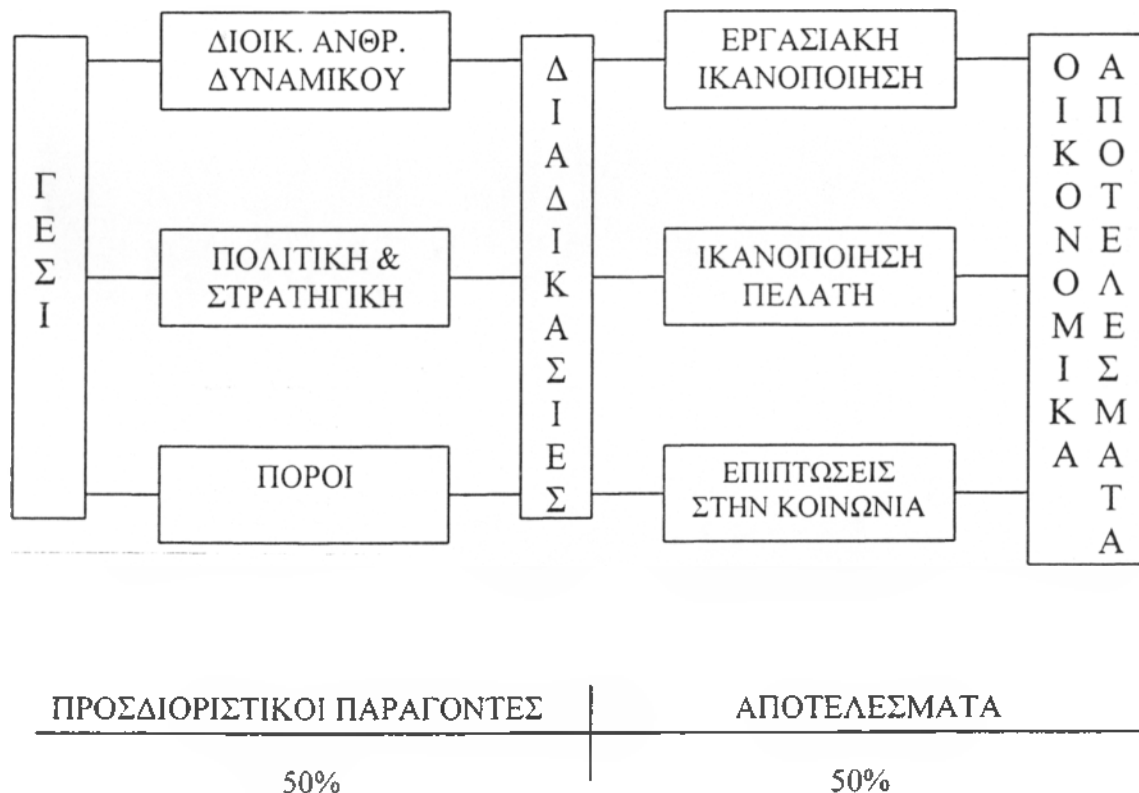 ΓΕΣΙ
ΔΙΟΙΚ. ΑΝΘΡ.
ΔΥΝΑΜΙΚΟΥ
ΠΟΛΙΤΙΚΗ &
ΣΤΡΑΤΗΓΙΚΗ
ΠΟΡΟΙ
ΔΙΑΔΙΚΑΣΙΕΣ
ΕΡΓΑΣΙΑΚΗ
ΙΚΑΝΟΠΟΙΗΣΗ
ΙΚΑΝΟΠΟΙΗΣΗ
ΠΕΛΑΤΗ
ΕΠΙΠΤΩΣΕΙΣ
ΣΤΗΝ ΚΟΙΝΩΝΙΑ
ΟΙΚΟΝΟΜΙΚΑ
ΑΠΟΤΕΛΕΣΜΑΤΑ
ΠΡΟΣΔΙΟΡΙΣΤΙΚΟΙ ΠΑΡΑΓΟΝΤΕΣ
ΑΠΟΤΕΛΕΣΜΑΤΑ
50%
50%